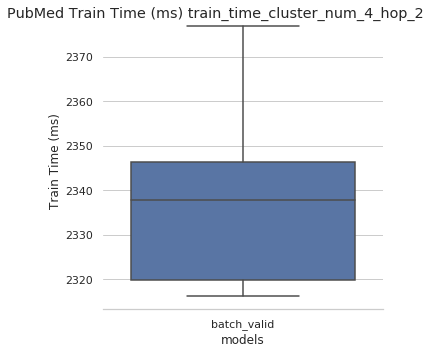 PubMed Train Time (ms) train_time_cluster_num_4_hop_2
2370
2360
2350
2340
2330
2320
Train Time (ms)
batch_valid
models